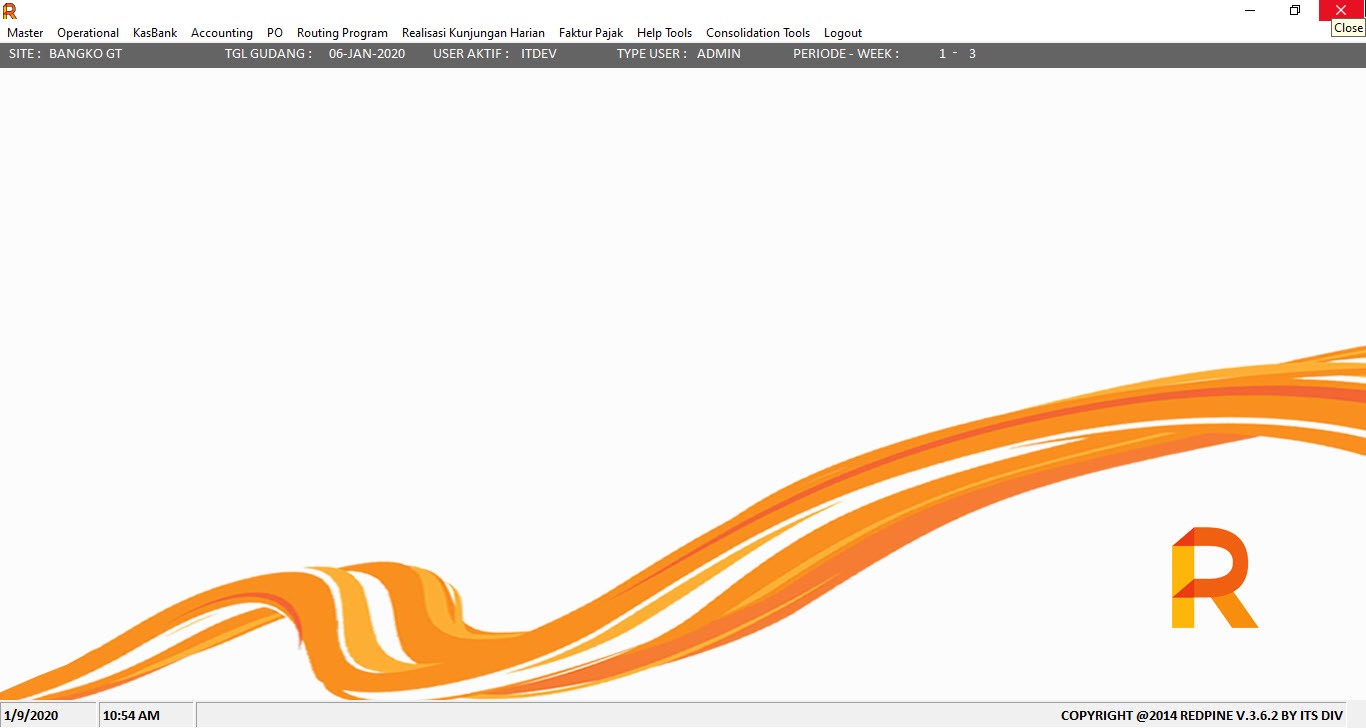 Close
Master Operational KasBank Accounting PO Routing Program Realisasi Kunjungan Harian Faktur Pajak Help Tools Consolidation Tools Logout
SITE : BANGKO GT TGL GUDANG : 06-JAN-2020 USER AKTIF : ITDEV TYPE USER : ADMIN PERIODE - WEEK : 1 - 3
R
1/9/2020 10:54 AM COPYRIGHT @2014 REDPINE V.3.6.2 BY ITS DIV